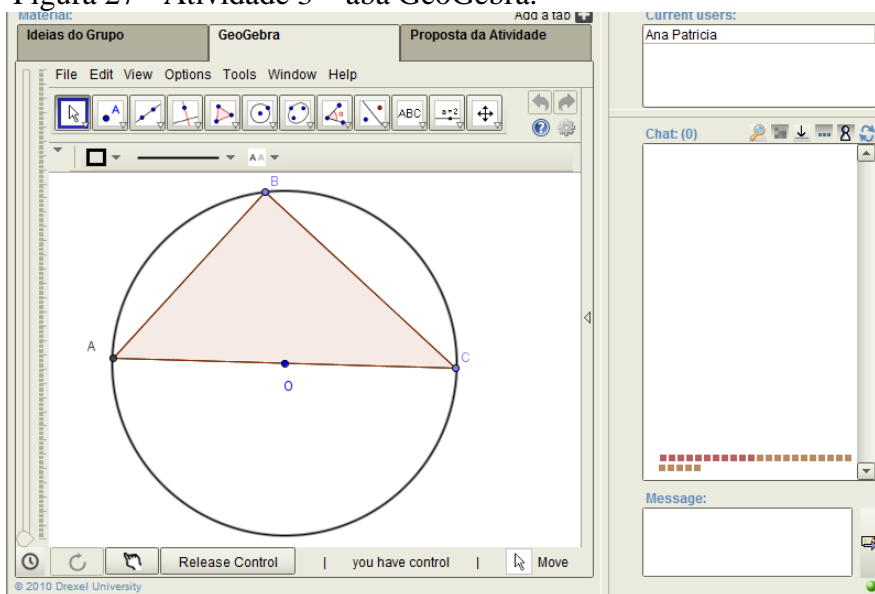 Figura 27 - Atividade 3 – aba GeoGebra.
Material:
Add a tab
Ideias do Grupo
GeoGebra
Proposta da Atividade
File Edit View Options Tools Window Help
A
ABC
a=2
A A
B
A
C
O
Release Control | you have control | Move
© 2010 Drexel University
Current users:
Ana Patricia
Chat: (0)
Message: